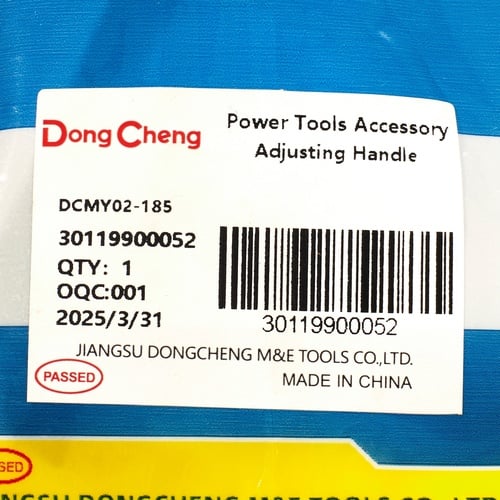 Dong Cheng
Power Tools Accessory
Adjusting Handle
DCMY02-185
30119900052
QTY: 1
OQC:001
2025/3/31
30119900052
JIANGSU DONGCHENG M&E TOOLS CO.,LTD.
PASSED
MADE IN CHINA